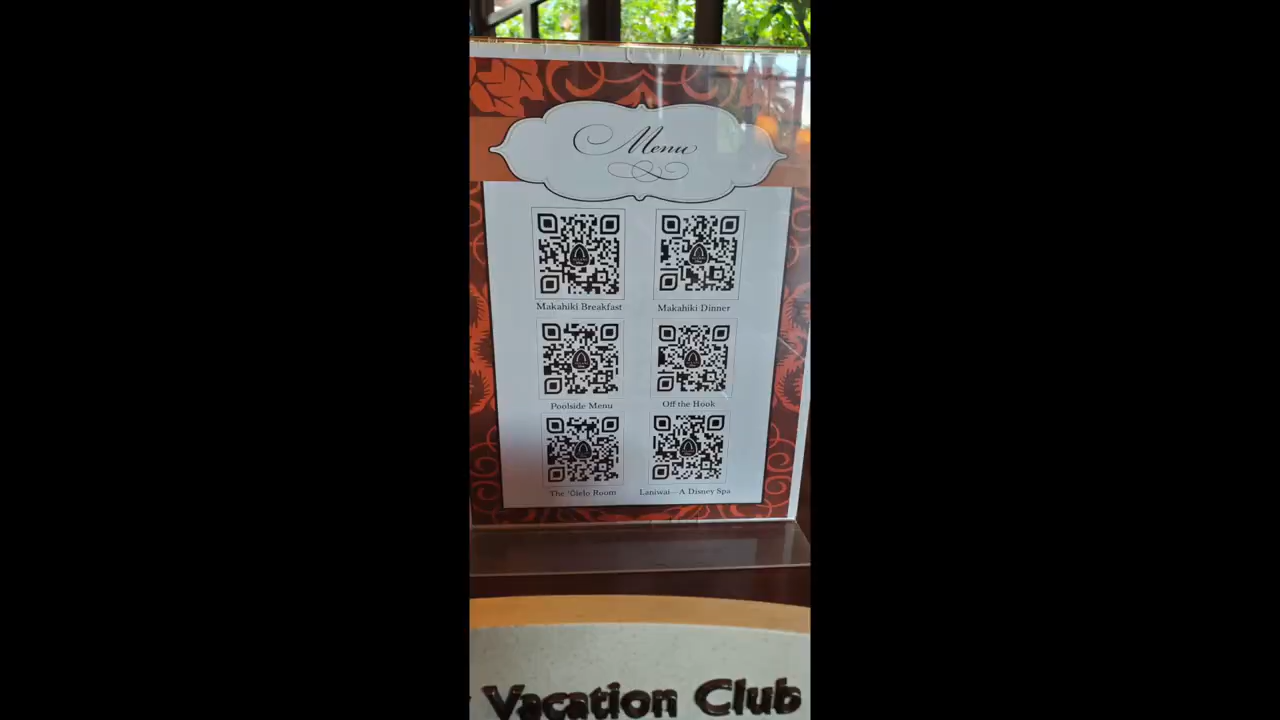 Menu
Makahiki Breakfast
Makahiki Dinner
Poolside Menu
Off the Hook
The 'Ōlelo Room
Laniwai—A Disney Spa
Vacation Club